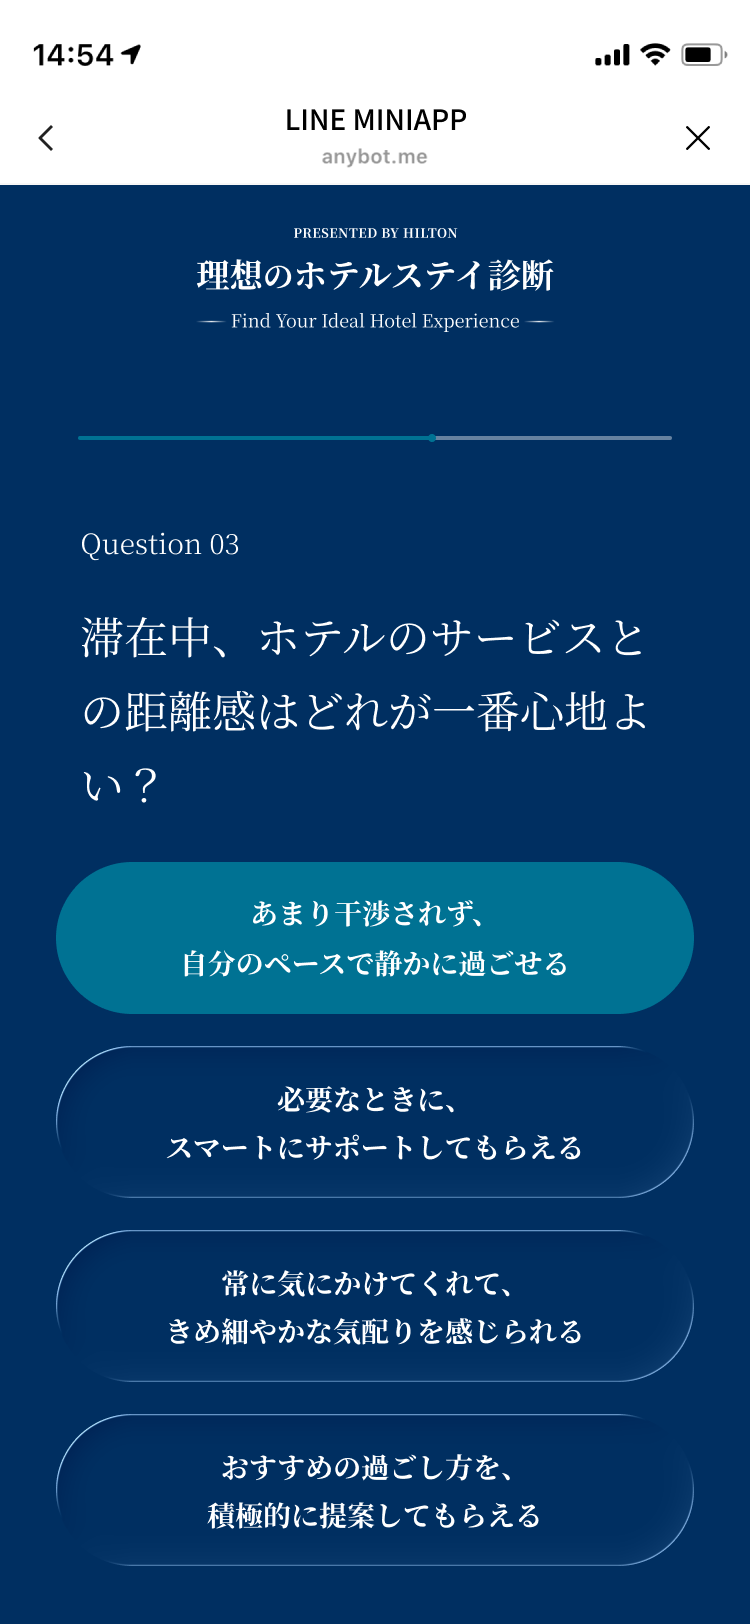 14:54
LINE MINIAPP
anybot.me
PRESENTED BY HILTON
理想のホテルステイ診断
Find Your Ideal Hotel Experience
Question 03
滞在中、ホテルのサービスと
の距離感はどれが一番心地よ
い？
あまり干渉されず、
自分のペースで静かに過ごせる
必要なときに、
スマートにサポートしてもらえる
常に気にかけてくれて、
きめ細やかな気配りを感じられる
おすすめの過ごし方を、
積極的に提案してもらえる